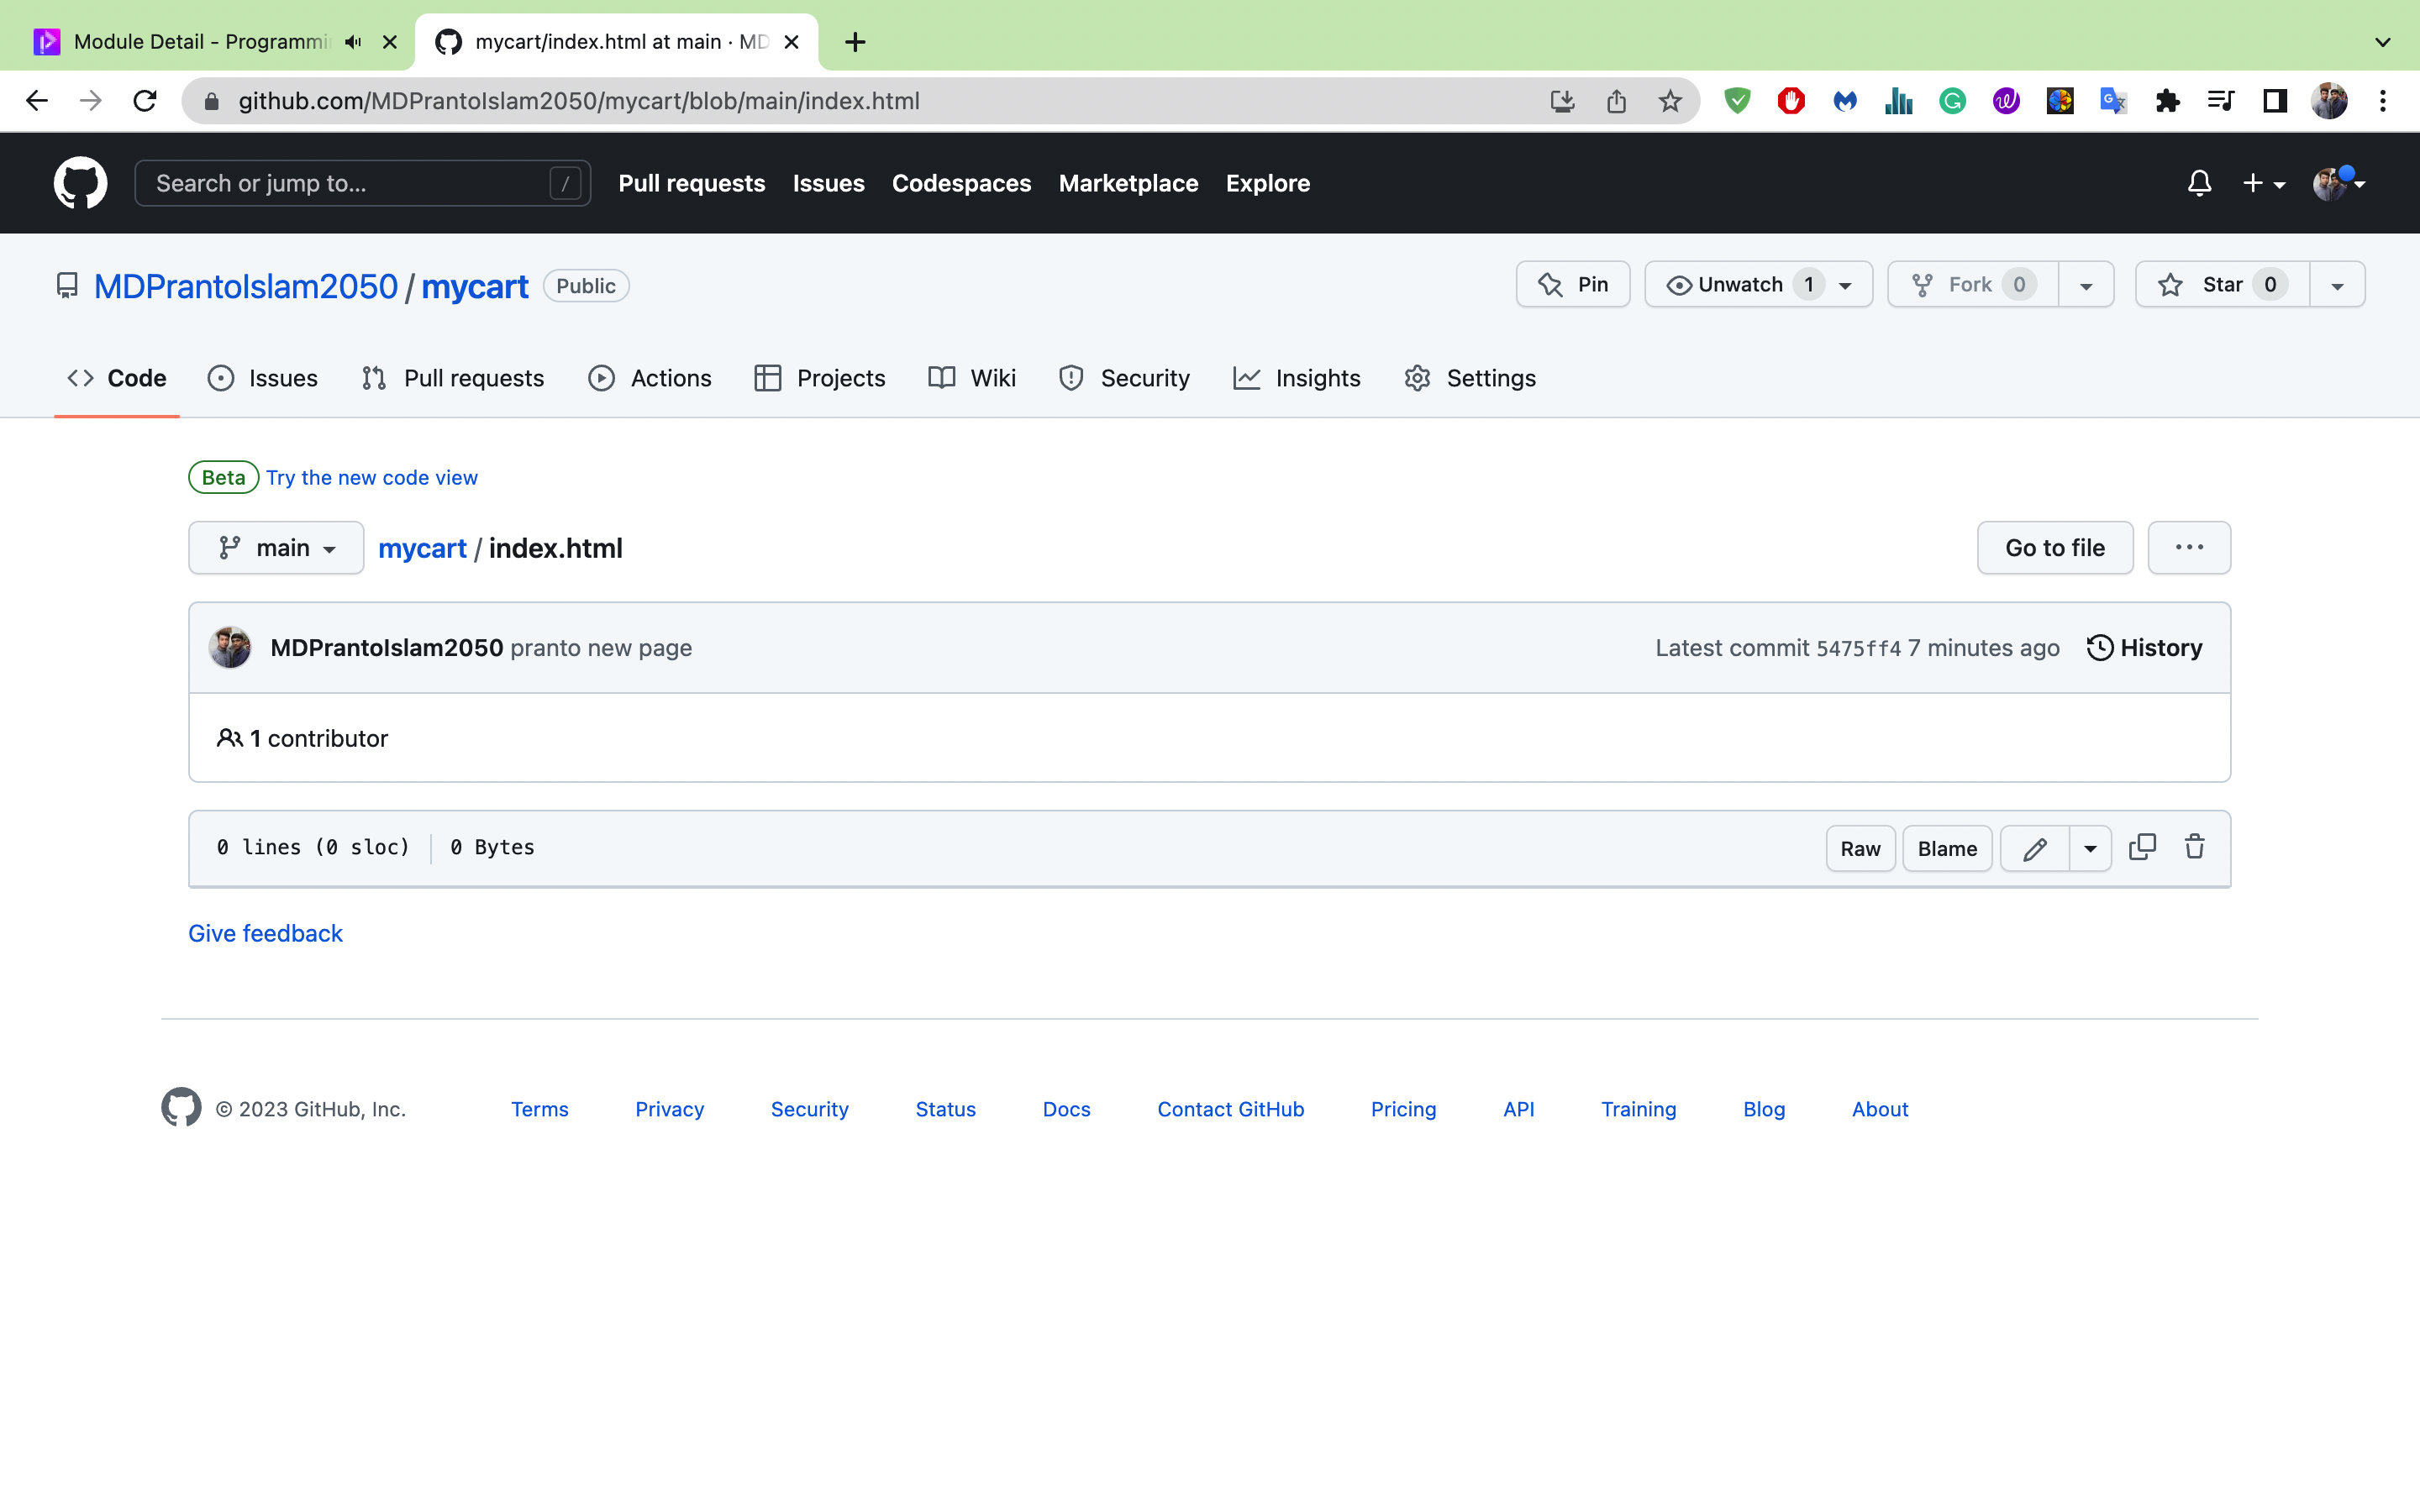 Module Detail - Programmi
mycart/index.html at main · MD
github.com/MDPrantoIslam2050/mycart/blob/main/index.html
Search or jump to... /
Pull requests Issues Codespaces Marketplace Explore
MDPrantoIslam2050 / mycart Public
Pin Unwatch 1 Fork 0 Star 0
Code Issues Pull requests Actions Projects Wiki Security Insights Settings
Beta Try the new code view
main mycart / index.html Go to file
MDPrantoIslam2050 pranto new page Latest commit 5475ff4 7 minutes ago History
1 contributor
0 lines (0 sloc) 0 Bytes Raw Blame
Give feedback
© 2023 GitHub, Inc. Terms Privacy Security Status Docs Contact GitHub Pricing API Training Blog About